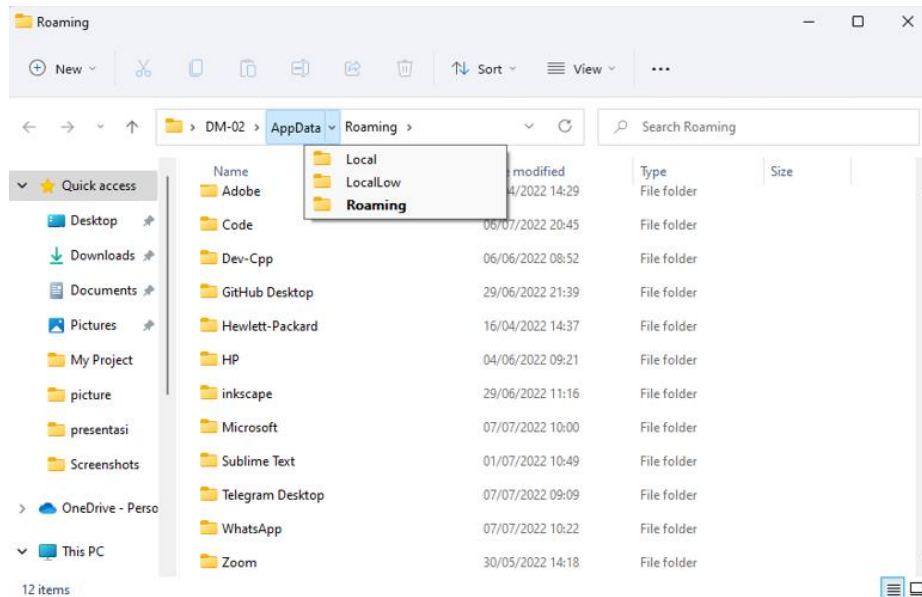 Roaming
New Sort View ...
DM-02 > AppData Roaming > Search Roaming
Local
LocalLow
Roaming
Name modified Type Size
Adobe 4/2022 14:29 File folder
Code 06/07/2022 20:45 File folder
Dev-Cpp 06/06/2022 08:52 File folder
GitHub Desktop 29/06/2022 21:39 File folder
Hewlett-Packard 16/04/2022 14:37 File folder
HP 04/06/2022 09:21 File folder
inkscape 29/06/2022 11:16 File folder
Microsoft 07/07/2022 10:00 File folder
Sublime Text 01/07/2022 10:49 File folder
Telegram Desktop 07/07/2022 09:09 File folder
WhatsApp 07/07/2022 10:22 File folder
Zoom 30/05/2022 14:18 File folder
Quick access
Desktop
Downloads
Documents
Pictures
My Project
picture
presentasi
Screenshots
OneDrive - Perso
This PC
12 items